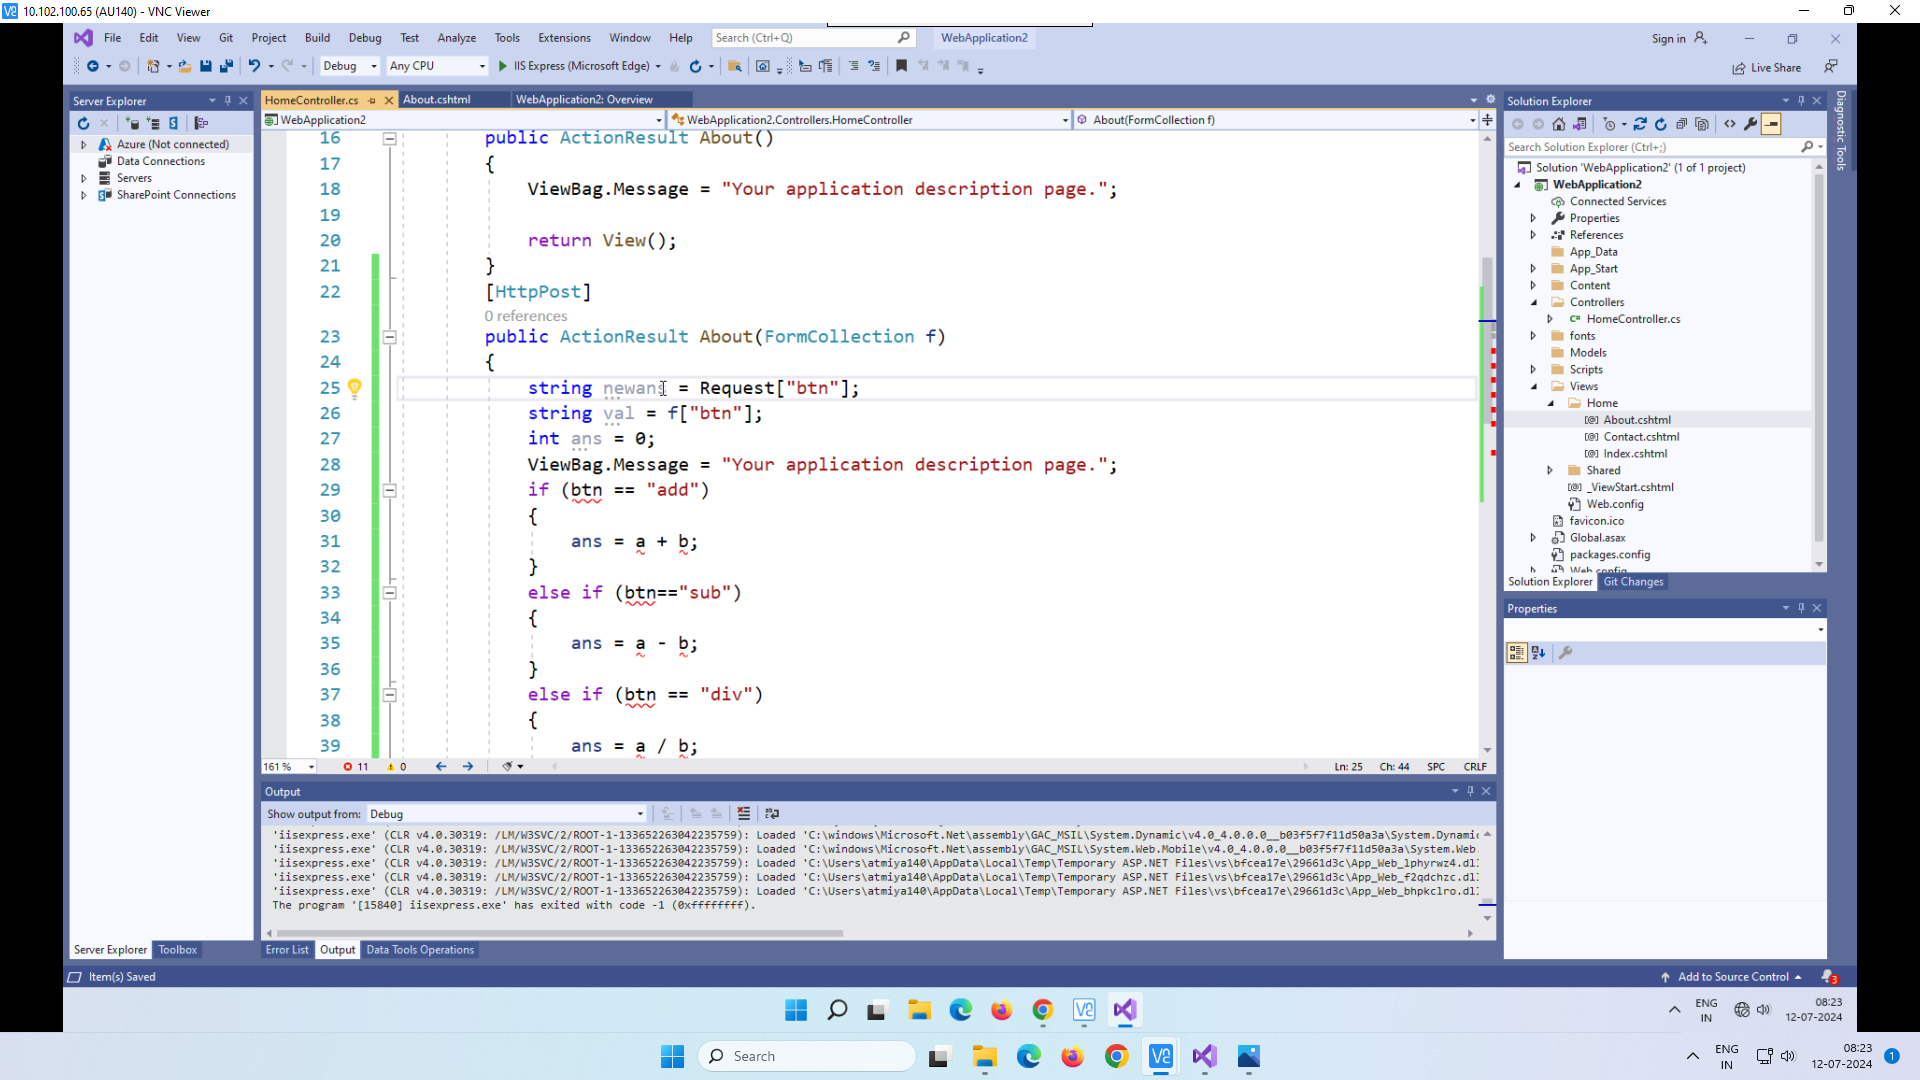 10.102.100.65 (AU140) - VNC Viewer
File Edit View Git Project Build Debug Test Analyze Tools Extensions Window Help Search (Ctrl+Q) WebApplication2 Sign in
Debug Any CPU IIS Express (Microsoft Edge) Live Share
Server Explorer
Azure (Not connected)
Data Connections
Servers
SharePoint Connections
HomeController.cs About.cshtml WebApplication2: Overview
WebApplication2 WebApplication2.Controllers.HomeController About(FormCollection f)
16 public ActionResult About()
17 {
18 ViewBag.Message = "Your application description page.";
19
20 return View();
21 }
22 [HttpPost]
0 references
23 public ActionResult About(FormCollection f)
24 {
25 string newans = Request["btn"];
26 string val = f["btn"];
27 int ans = 0;
28 ViewBag.Message = "Your application description page.";
29 if (btn == "add")
30 {
31 ans = a + b;
32 }
33 else if (btn=="sub")
34 {
35 ans = a - b;
36 }
37 else if (btn == "div")
38 {
39 ans = a / b;
161 % 11 0 Ln: 25 Ch: 44 SPC CRLF
Output
Show output from: Debug
'iisexpress.exe' (CLR v4.0.30319: /LM/W3SVC/2/ROOT-1-133652263042235759): Loaded 'C:\windows\Microsoft.Net\assembly\GAC_MSIL\System.Dynamic\v4.0_4.0.0.0__b03f5f7f11d50a3a\System.Dynamic
'iisexpress.exe' (CLR v4.0.30319: /LM/W3SVC/2/ROOT-1-133652263042235759): Loaded 'C:\windows\Microsoft.Net\assembly\GAC_MSIL\System.Web.Mobile\v4.0_4.0.0.0__b03f5f7f11d50a3a\System.Web.
'iisexpress.exe' (CLR v4.0.30319: /LM/W3SVC/2/ROOT-1-133652263042235759): Loaded 'C:\Users\atmiya140\AppData\Local\Temp\Temporary ASP.NET Files\vs\bfcea17e\29661d3c\App_Web_lphyrwz4.dl
'iisexpress.exe' (CLR v4.0.30319: /LM/W3SVC/2/ROOT-1-133652263042235759): Loaded 'C:\Users\atmiya140\AppData\Local\Temp\Temporary ASP.NET Files\vs\bfcea17e\29661d3c\App_Web_f2qdchzc.dl
'iisexpress.exe' (CLR v4.0.30319: /LM/W3SVC/2/ROOT-1-133652263042235759): Loaded 'C:\Users\atmiya140\AppData\Local\Temp\Temporary ASP.NET Files\vs\bfcea17e\29661d3c\App_Web_bhpkclro.dl
The program '[15840] iisexpress.exe' has exited with code -1 (0xffffffff).
Server Explorer Toolbox Error List Output Data Tools Operations
Solution Explorer
Search Solution Explorer (Ctrl+;)
Solution 'WebApplication2' (1 of 1 project)
WebApplication2
Connected Services
Properties
References
App_Data
App_Start
Content
Controllers
C# HomeController.cs
fonts
Models
Scripts
Views
Home
[@] About.cshtml
[@] Contact.cshtml
[@] Index.cshtml
Shared
[@] _ViewStart.cshtml
Web.config
favicon.ico
Global.asax
packages.config
Web.config
Solution Explorer Git Changes
Properties
Diagnostic Tools
Item(s) Saved Add to Source Control 3
ENG
IN
08:23
12-07-2024
Search
ENG
IN
08:23
12-07-2024
1